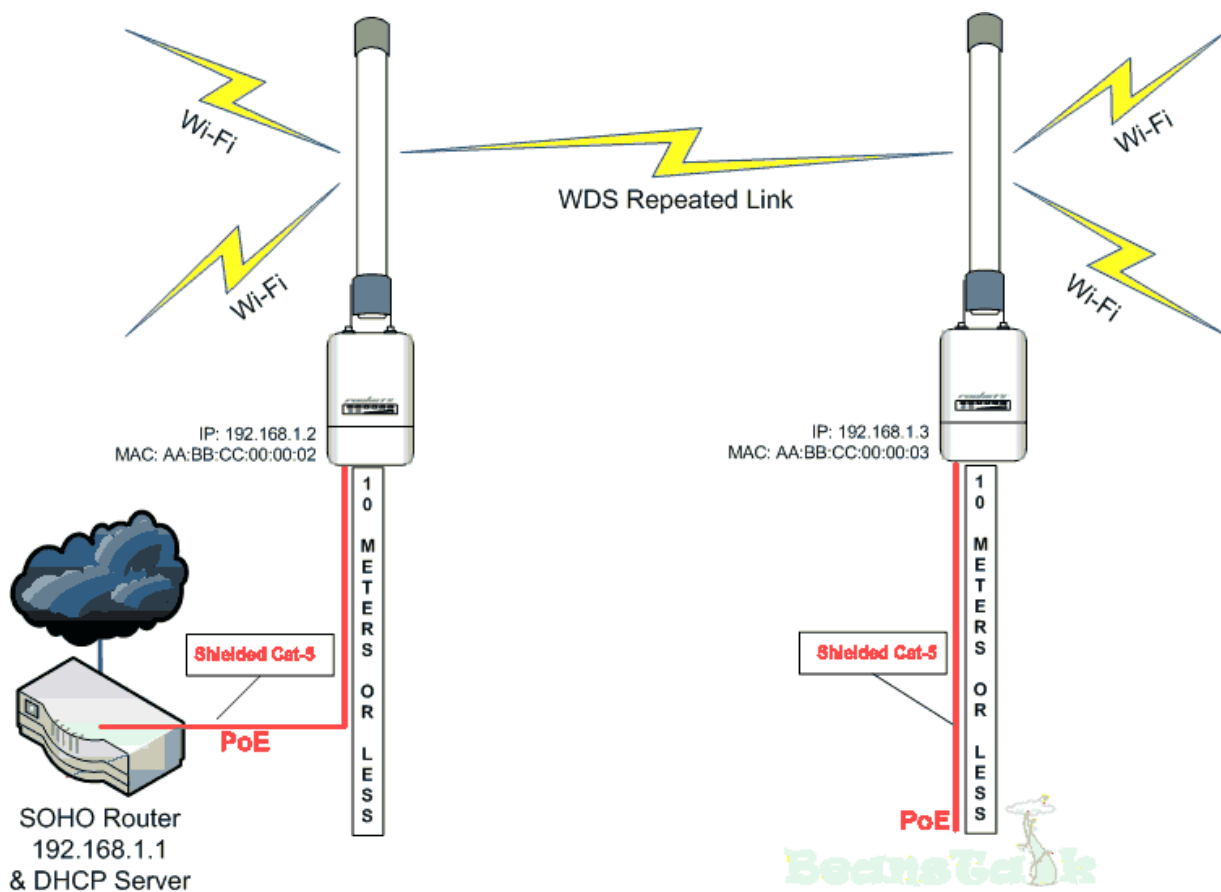 Wi-Fi
Wi-Fi
WDS Repeated Link
Wi-Fi
Wi-Fi
IP: 192.168.1.2
MAC: AA:BB:CC:00:00:02
IP: 192.168.1.3
MAC: AA:BB:CC:00:00:03
10 METERS OR LESS
10 METERS OR LESS
Shielded Cat-5
Shielded Cat-5
PoE
PoE
SOHO Router
192.168.1.1
& DHCP Server
BeansTalk